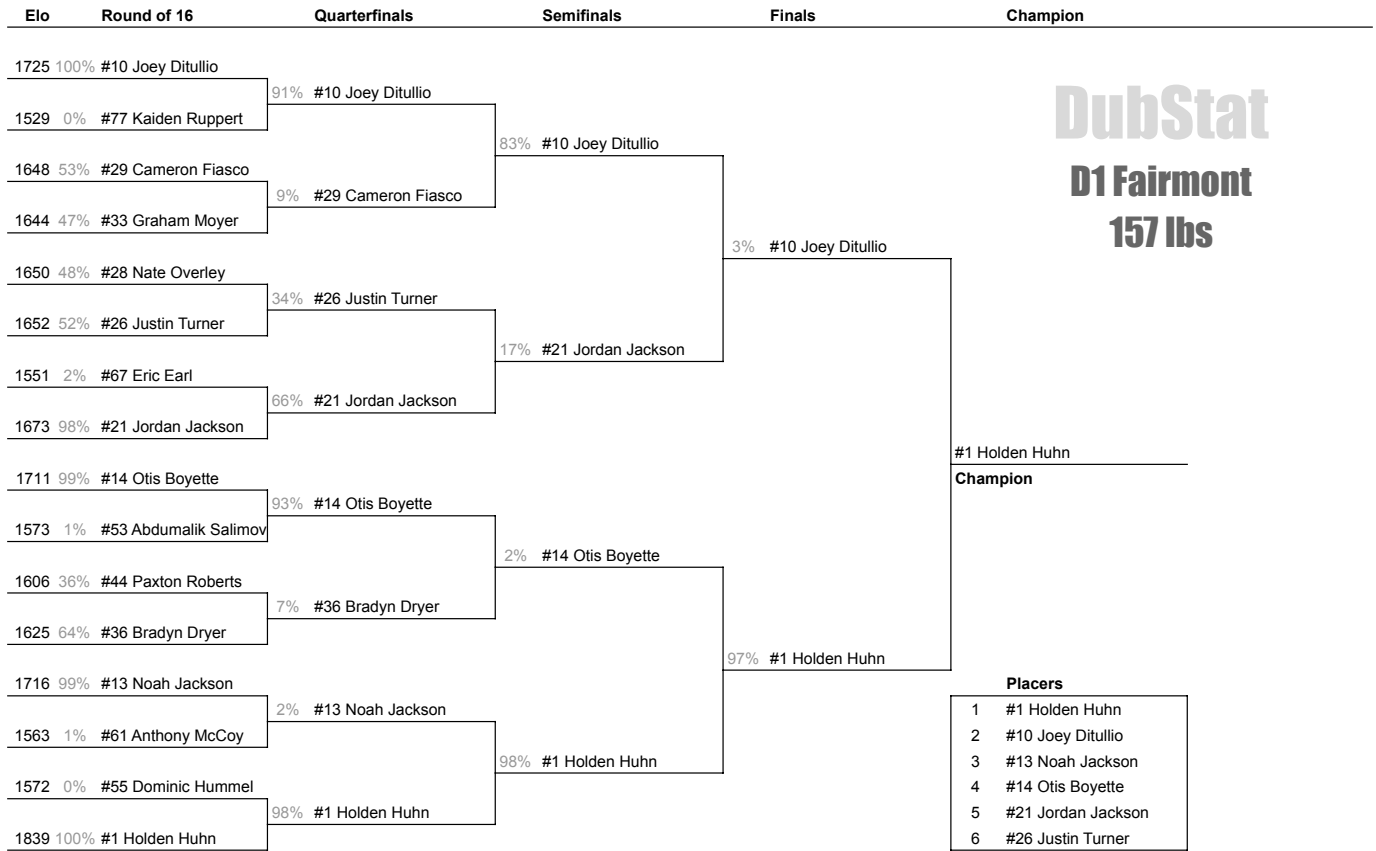 Elo Round of 16 Quarterfinals Semifinals Finals Champion
1725 100% #10 Joey Ditullio
91% #10 Joey Ditullio
DubStat
1529 0% #77 Kaiden Ruppert
83% #10 Joey Ditullio
1648 53% #29 Cameron Fiasco
D1 Fairmont
9% #29 Cameron Fiasco
1644 47% #33 Graham Moyer
157 lbs
3% #10 Joey Ditullio
1650 48% #28 Nate Overley
34% #26 Justin Turner
1652 52% #26 Justin Turner
17% #21 Jordan Jackson
1551 2% #67 Eric Earl
66% #21 Jordan Jackson
1673 98% #21 Jordan Jackson
#1 Holden Huhn
1711 99% #14 Otis Boyette
Champion
93% #14 Otis Boyette
1573 1% #53 Abdumalik Salimov
2% #14 Otis Boyette
1606 36% #44 Paxton Roberts
7% #36 Bradyn Dryer
1625 64% #36 Bradyn Dryer
97% #1 Holden Huhn
1716 99% #13 Noah Jackson
Placers
2% #13 Noah Jackson
1 #1 Holden Huhn
1563 1% #61 Anthony McCoy
2 #10 Joey Ditullio
98% #1 Holden Huhn
3 #13 Noah Jackson
1572 0% #55 Dominic Hummel
4 #14 Otis Boyette
98% #1 Holden Huhn
5 #21 Jordan Jackson
1839 100% #1 Holden Huhn
6 #26 Justin Turner